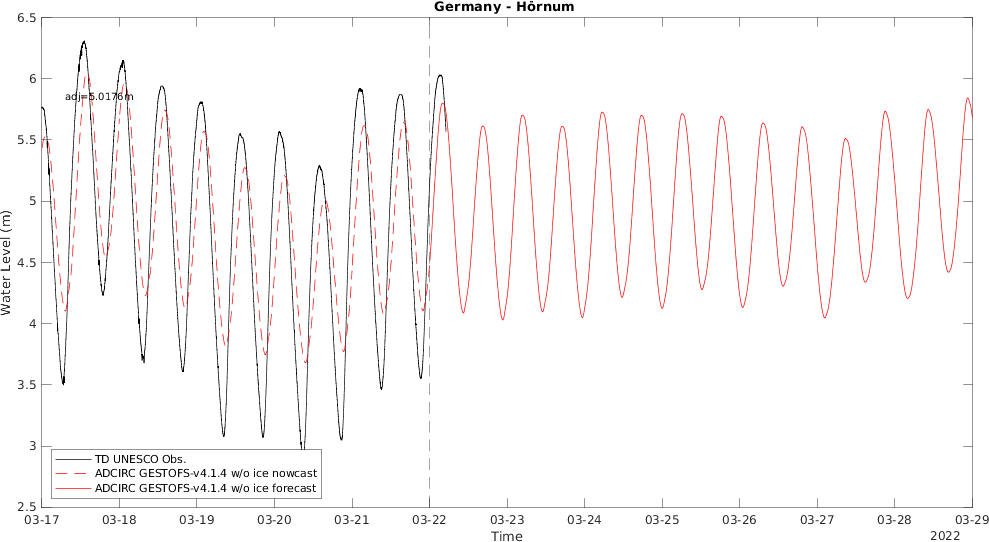 Germany - Hörnum
6.5
6
5.5
5
4.5
4
3.5
3
2.5
Water Level (m)
adj=5.0176m
TD UNESCO Obs.
ADCIRC GESTOFS-v4.1.4 w/o ice nowcast
ADCIRC GESTOFS-v4.1.4 w/o ice forecast
03-17 03-18 03-19 03-20 03-21 03-22 03-23 03-24 03-25 03-26 03-27 03-28 03-29
Time
2022